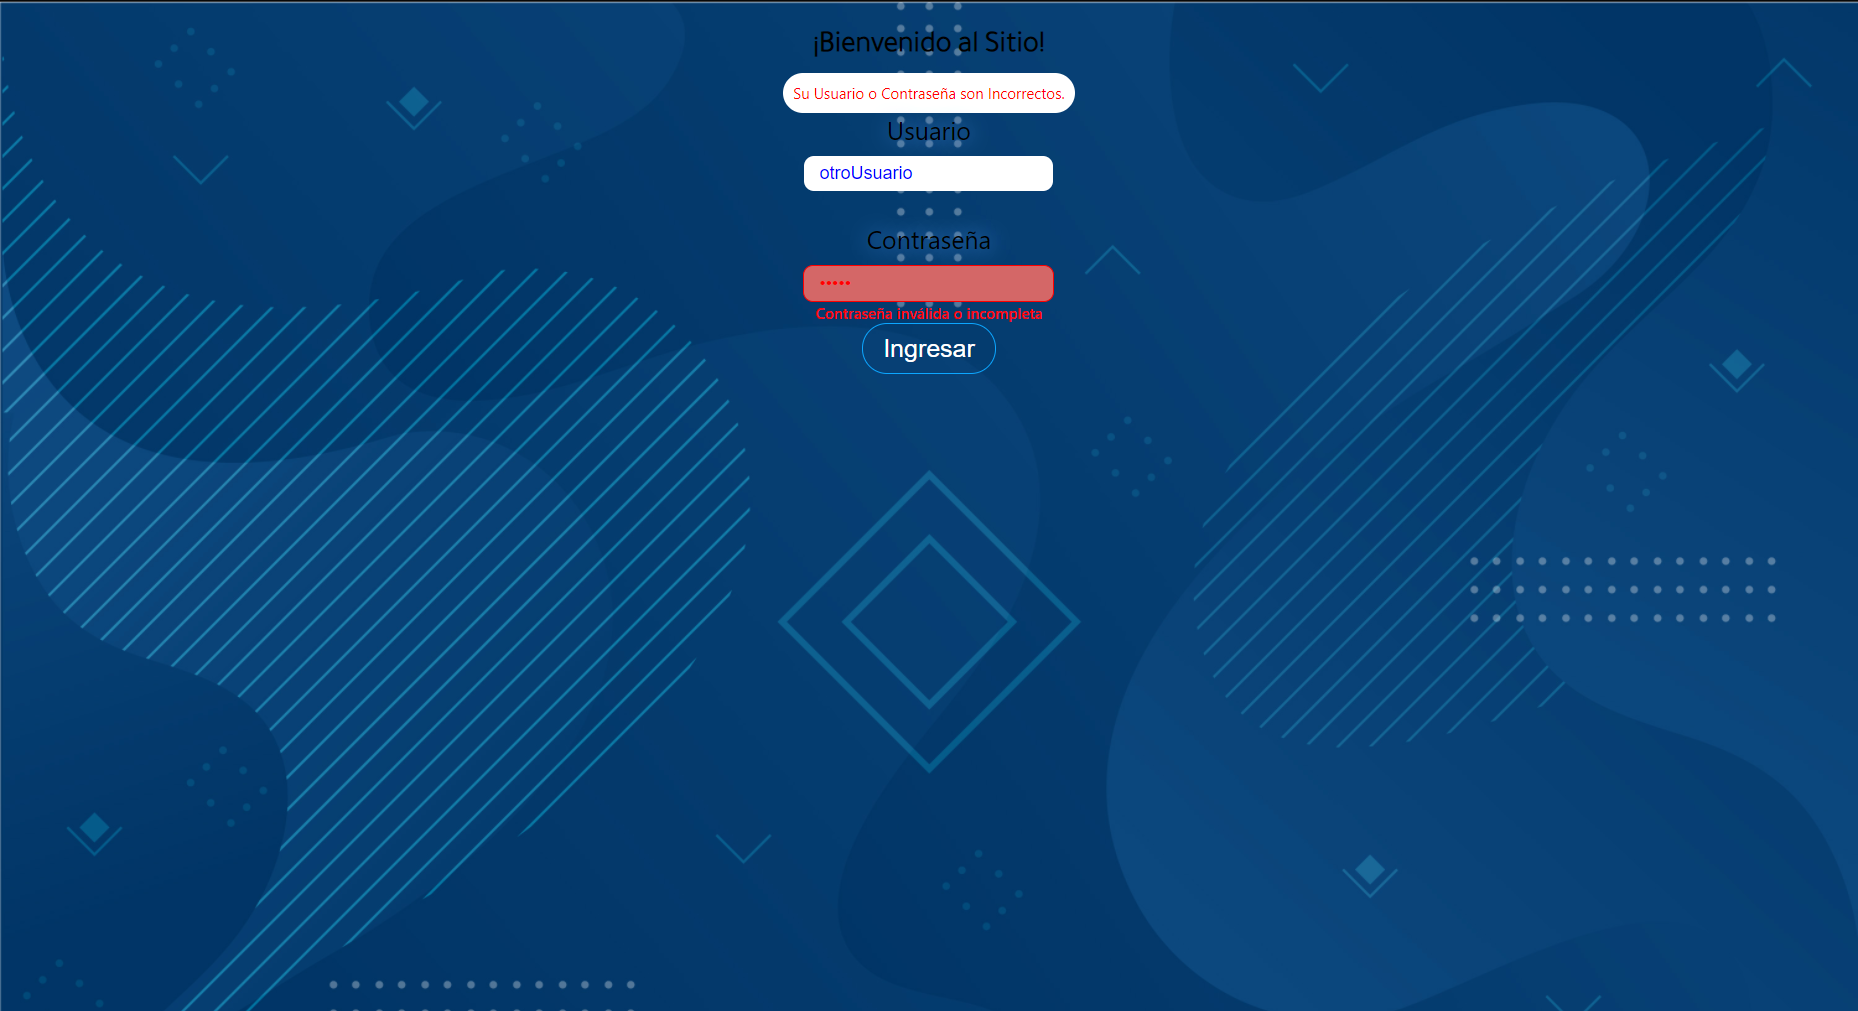 ¡Bienvenido al Sitio!
Su Usuario o Contraseña son Incorrectos.
Usuario
otroUsuario
Contraseña
•••••
Contraseña inválida o incompleta
Ingresar